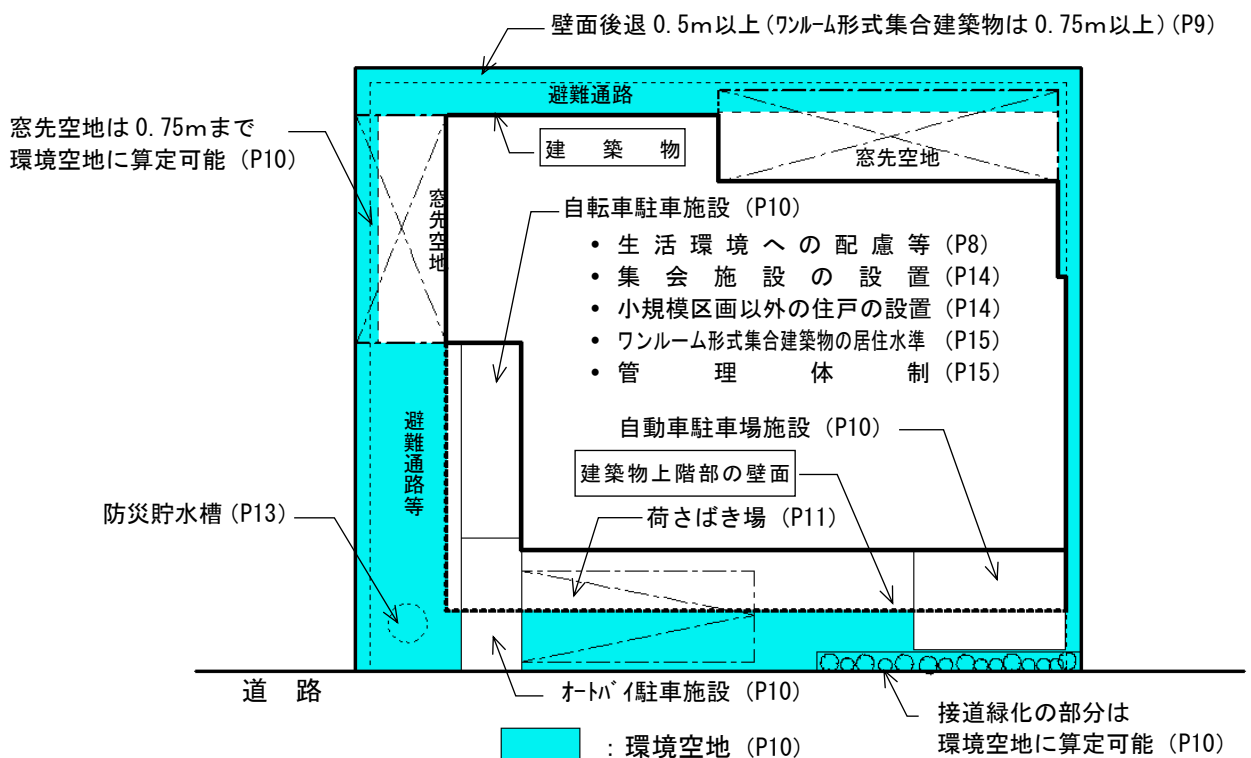 壁面後退 0.5m以上(ワンルーム形式集合建築物は 0.75m以上)(P9)
避難通路
窓先空地は 0.75mまで
環境空地に算定可能 (P10)
建 築 物
窓先空地
窓先空地
自転車駐車施設 (P10)
• 生活環境への配慮等 (P8)
• 集会施設の設置 (P14)
• 小規模区画以外の住戸の設置 (P14)
• ワンルーム形式集合建築物の居住水準 (P15)
• 管理体制 (P15)
避難通路等
自動車駐車場施設 (P10)
建築物上階部の壁面
防災貯水槽(P13)
荷さばき場 (P11)
道 路
オートバイ駐車施設 (P10)
接道緑化の部分は
環境空地に算定可能 (P10)
: 環境空地 (P10)